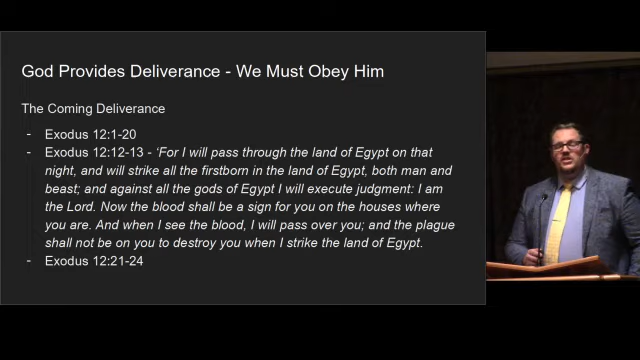 God Provides Deliverance - We Must Obey Him
The Coming Deliverance
- Exodus 12:1-20
- Exodus 12:12-13 - ‘For I will pass through the land of Egypt on that
night, and will strike all the firstborn in the land of Egypt, both man and
beast; and against all the gods of Egypt I will execute judgment: I am
the Lord. Now the blood shall be a sign for you on the houses where
you are. And when I see the blood, I will pass over you; and the plague
shall not be on you to destroy you when I strike the land of Egypt.
- Exodus 12:21-24